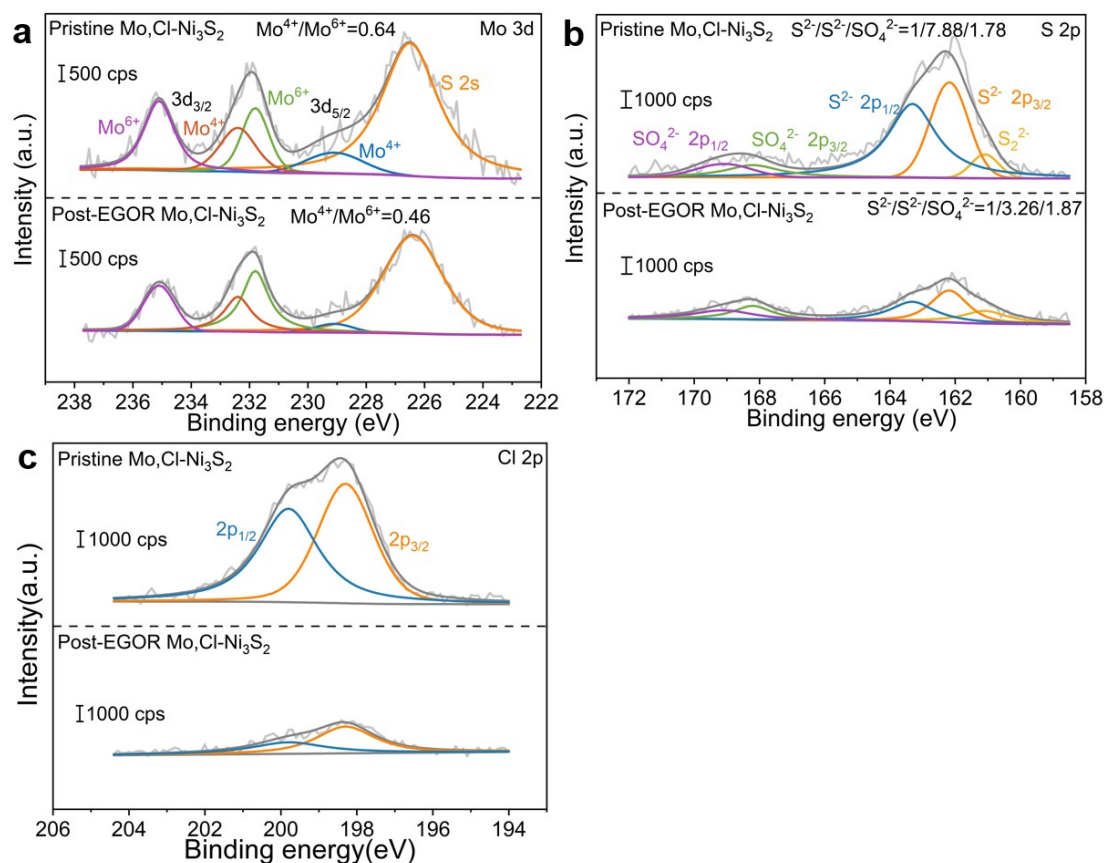 a
Pristine Mo,Cl-Ni₃S₂ Mo⁴⁺/Mo⁶⁺=0.64 Mo 3d
500 cps
Mo⁶⁺ 3d₃/₂ Mo⁴⁺ Mo⁶⁺ 3d₅/₂ Mo⁴⁺ S 2s
Post-EGOR Mo,Cl-Ni₃S₂ Mo⁴⁺/Mo⁶⁺=0.46
500 cps
Intensity (a.u.)
238 236 234 232 230 228 226 224 222
Binding energy (eV)
b
Pristine Mo,Cl-Ni₃S₂ S²⁻/S²⁻/SO₄²⁻=1/7.88/1.78 S 2p
1000 cps
SO₄²⁻ 2p₁/₂ SO₄²⁻ 2p₃/₂ S²⁻ 2p₁/₂ S²⁻ 2p₃/₂ S₂²⁻
Post-EGOR Mo,Cl-Ni₃S₂ S²⁻/S²⁻/SO₄²⁻=1/3.26/1.87
1000 cps
Intensity (a.u.)
172 170 168 166 164 162 160 158
Binding energy (eV)
c
Pristine Mo,Cl-Ni₃S₂ Cl 2p
1000 cps
2p₁/₂ 2p₃/₂
Post-EGOR Mo,Cl-Ni₃S₂
1000 cps
Intensity(a.u.)
206 204 202 200 198 196 194
Binding energy(eV)